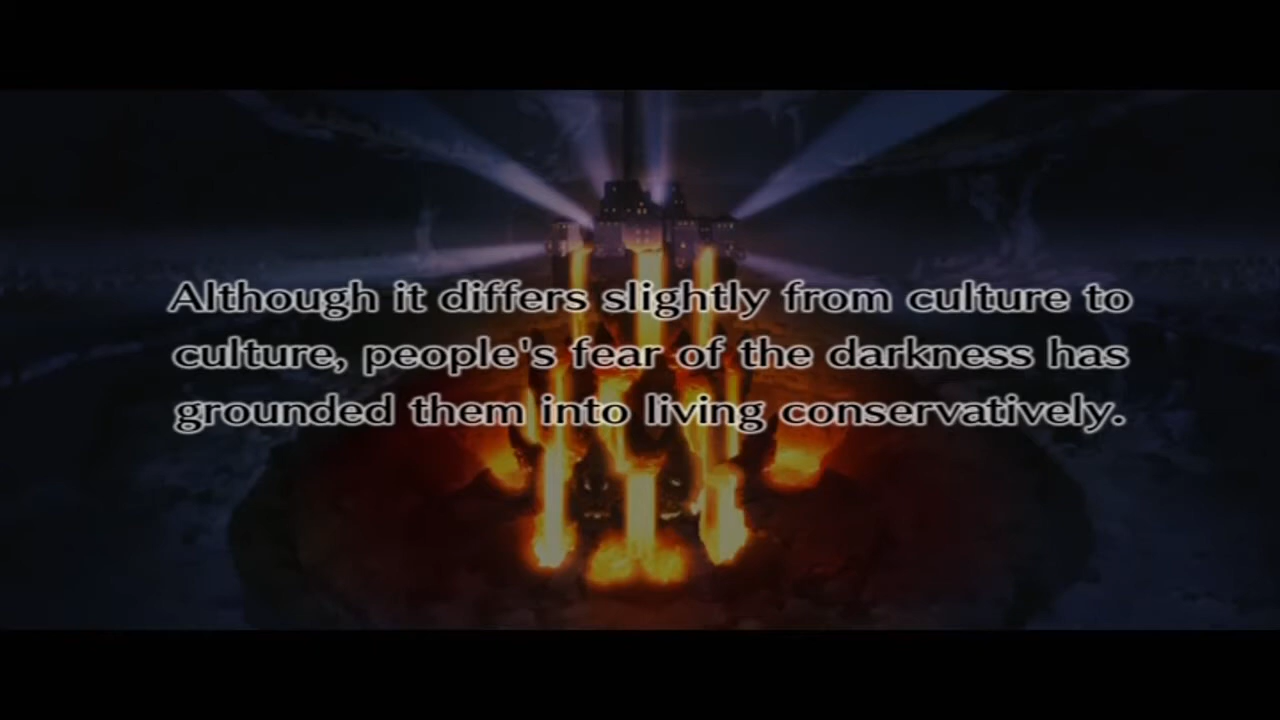 Although it differs slightly from culture to
culture, people's fear of the darkness has
grounded them into living conservatively.